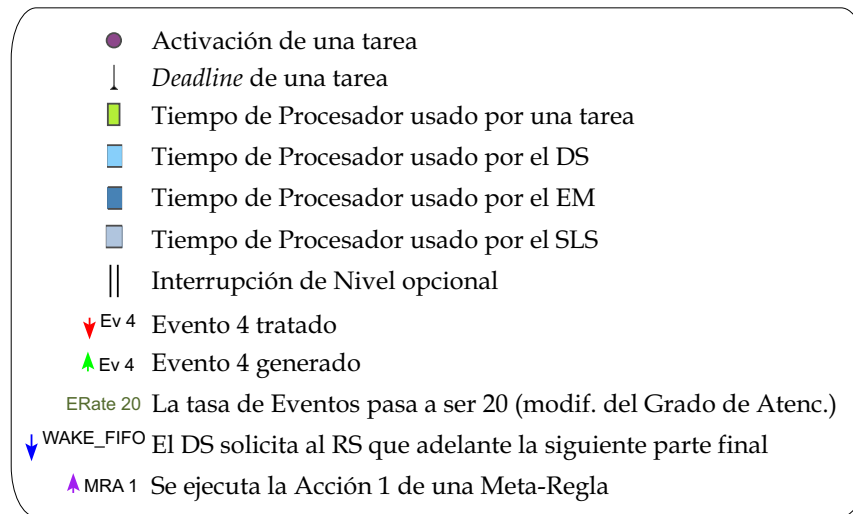 Activación de una tarea
Deadline de una tarea
Tiempo de Procesador usado por una tarea
Tiempo de Procesador usado por el DS
Tiempo de Procesador usado por el EM
Tiempo de Procesador usado por el SLS
Interrupción de Nivel opcional
Ev 4 Evento 4 tratado
Ev 4 Evento 4 generado
ERate 20 La tasa de Eventos pasa a ser 20 (modif. del Grado de Atenc.)
WAKE_FIFO El DS solicita al RS que adelante la siguiente parte final
MRA 1 Se ejecuta la Acción 1 de una Meta-Regla